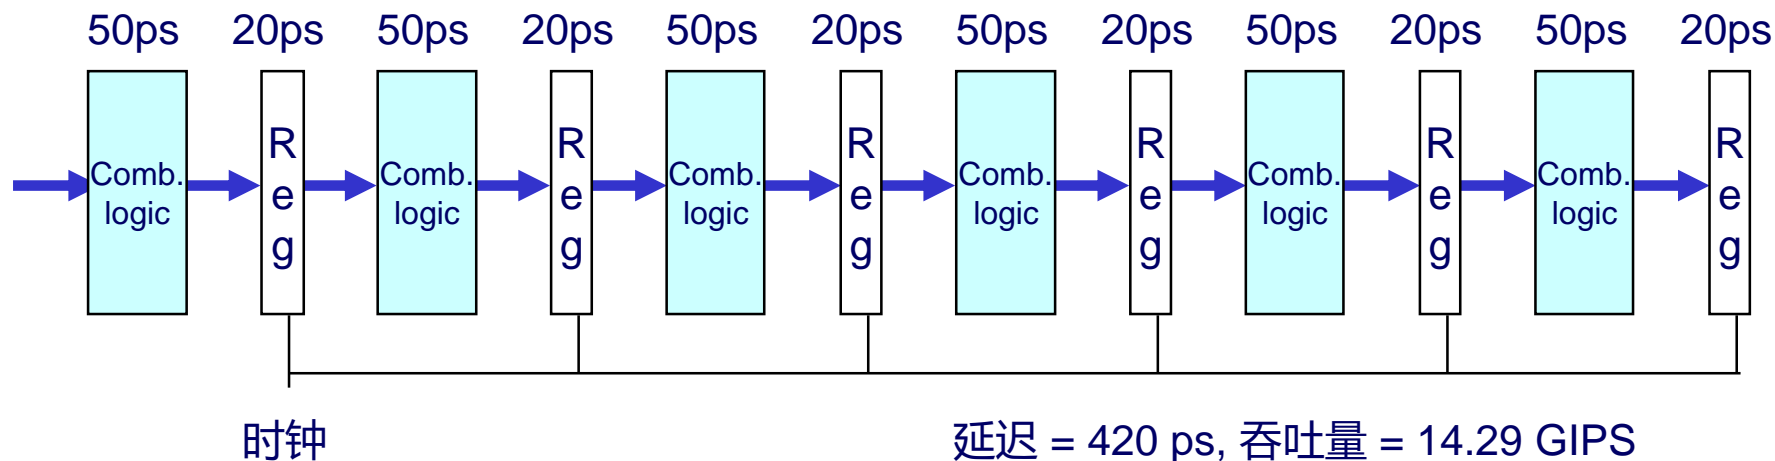 50ps 20ps 50ps 20ps 50ps 20ps 50ps 20ps 50ps 20ps 50ps 20ps
Comb.
logic
R
e
g
Comb.
logic
R
e
g
Comb.
logic
R
e
g
Comb.
logic
R
e
g
Comb.
logic
R
e
g
Comb.
logic
R
e
g
时钟
延迟 = 420 ps, 吞吐量 = 14.29 GIPS